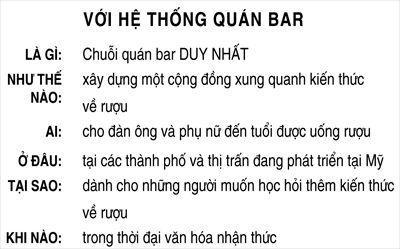 VỚI HỆ THỐNG QUÁN BAR
LÀ GÌ: Chuỗi quán bar DUY NHẤT
NHƯ THẾ NÀO: xây dựng một cộng đồng xung quanh kiến thức
về rượu
AI: cho đàn ông và phụ nữ đến tuổi được uống rượu
Ở ĐÂU: tại các thành phố và thị trấn đang phát triển tại Mỹ
TẠI SAO: dành cho những người muốn học hỏi thêm kiến thức
về rượu
KHI NÀO: trong thời đại văn hóa nhận thức